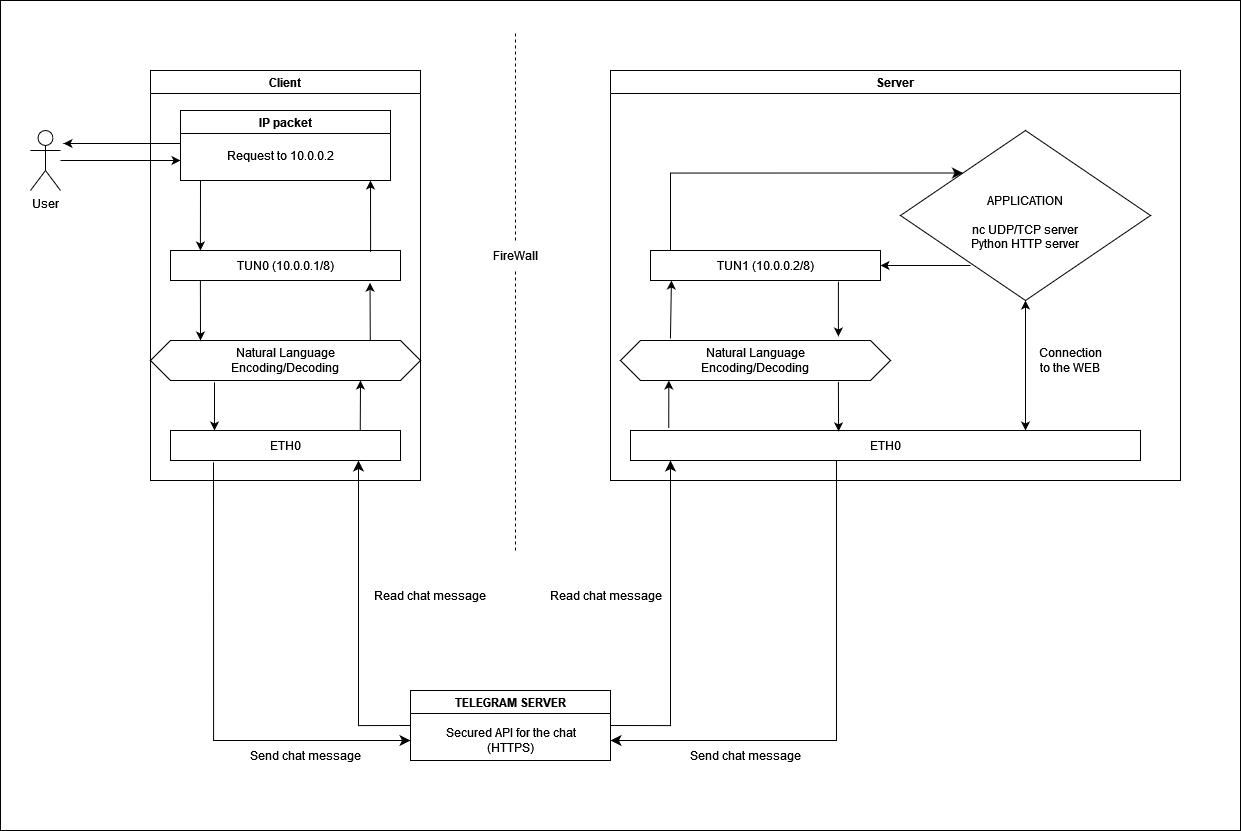 Client
IP packet
Request to 10.0.0.2
User
TUN0 (10.0.0.1/8)
Natural Language
Encoding/Decoding
ETH0
FireWall
Server
APPLICATION
nc UDP/TCP server
Python HTTP server
TUN1 (10.0.0.2/8)
Natural Language
Encoding/Decoding
Connection
to the WEB
ETH0
Read chat message
Read chat message
TELEGRAM SERVER
Secured API for the chat
(HTTPS)
Send chat message
Send chat message